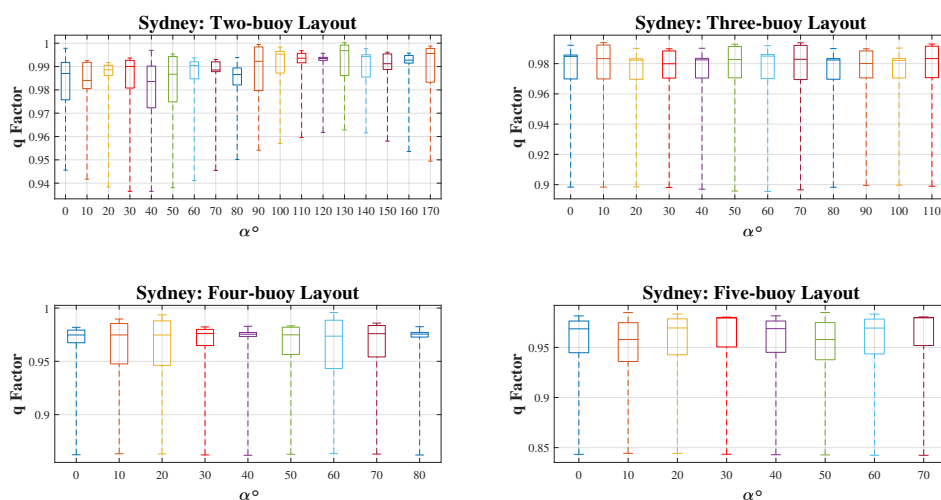 Sydney: Two-buoy Layout
1
0.99
0.98
0.97
0.96
0.95
0.94
q Factor
0 10 20 30 40 50 60 70 80 90 100 110 120 130 140 150 160 170
α°
Sydney: Three-buoy Layout
0.98
0.96
0.94
0.92
0.9
q Factor
0 10 20 30 40 50 60 70 80 90 100 110
α°
Sydney: Four-buoy Layout
1
0.95
0.9
q Factor
0 10 20 30 40 50 60 70 80
α°
Sydney: Five-buoy Layout
0.95
0.9
0.85
q Factor
0 10 20 30 40 50 60 70
α°